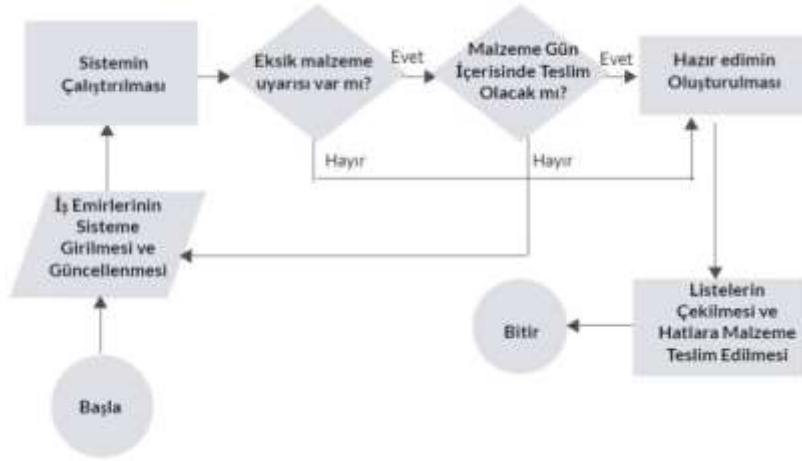 Sistemin
Çalıştırılması
Eksik malzeme
uyarısı var mı?
Evet
Malzeme Gün
İçerisinde Teslim
Olacak mı?
Evet
Hazır edimin
Oluşturulması
Hayır
Hayır
İş Emirlerinin
Sisteme
Girilmesi ve
Güncellenmesi
Listelerin
Çekilmesi ve
Hatlara Malzeme
Teslim Edilmesi
Bitir
Başla